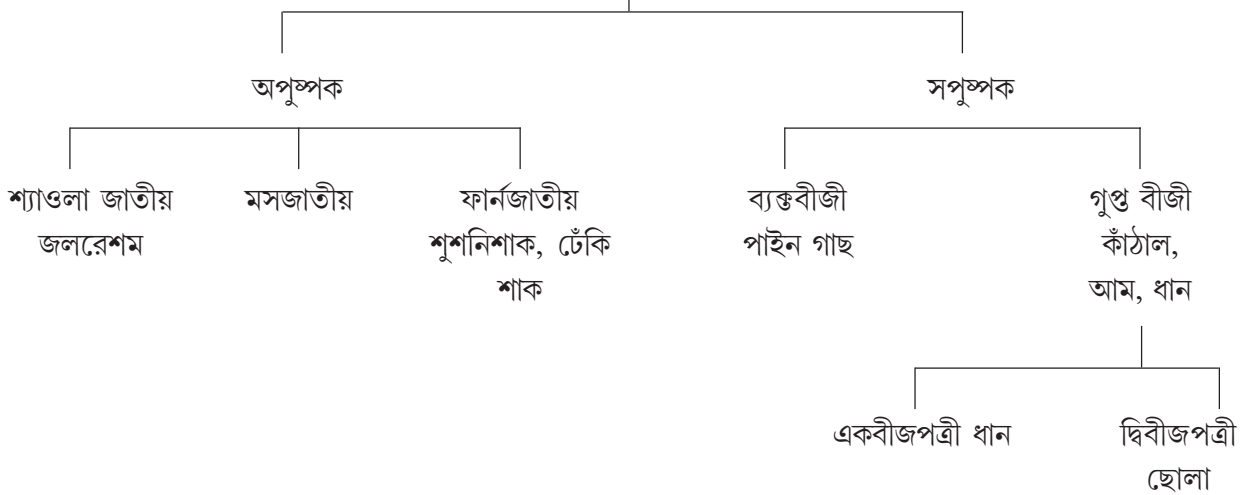 অপুষ্পক
সপুষ্পক
শ্যাওলা জাতীয়
জলরেশম
মসজাতীয়
ফার্নজাতীয়
শুশনিশাক, ঢেঁকি
শাক
ব্যক্তবীজী
পাইন গাছ
গুপ্ত বীজী
কাঁঠাল,
আম, ধান
একবীজপত্রী ধান
দ্বিবীজপত্রী
ছোলা